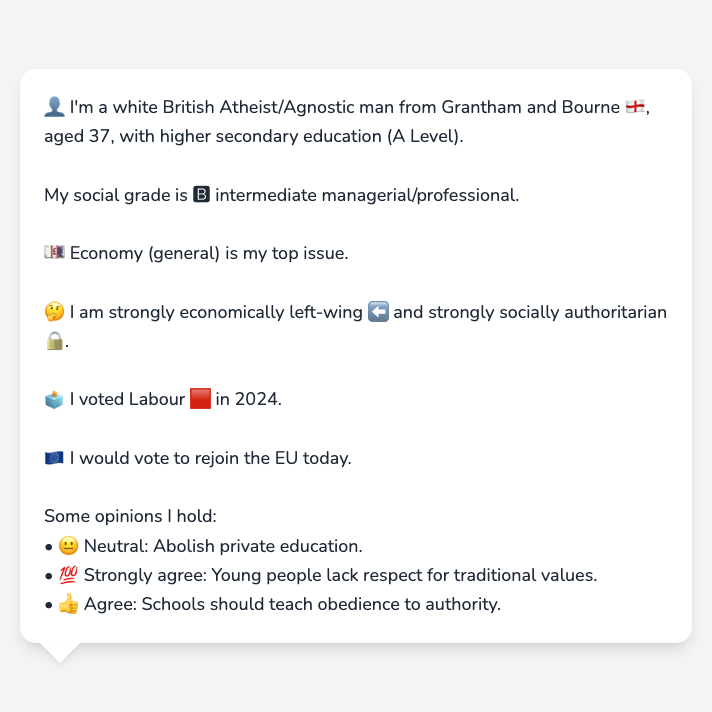 👤 I'm a white British Atheist/Agnostic man from Grantham and Bourne 🏴󠁧󠁢󠁥󠁮󠁧󠁿,
aged 37, with higher secondary education (A Level).
My social grade is 🅱 intermediate managerial/professional.
💷 Economy (general) is my top issue.
🤔 I am strongly economically left-wing ⬅️ and strongly socially authoritarian
🔒.
🗳️ I voted Labour 🟥 in 2024.
🇪🇺 I would vote to rejoin the EU today.
Some opinions I hold:
• 😐 Neutral: Abolish private education.
• 💯 Strongly agree: Young people lack respect for traditional values.
• 👍 Agree: Schools should teach obedience to authority.